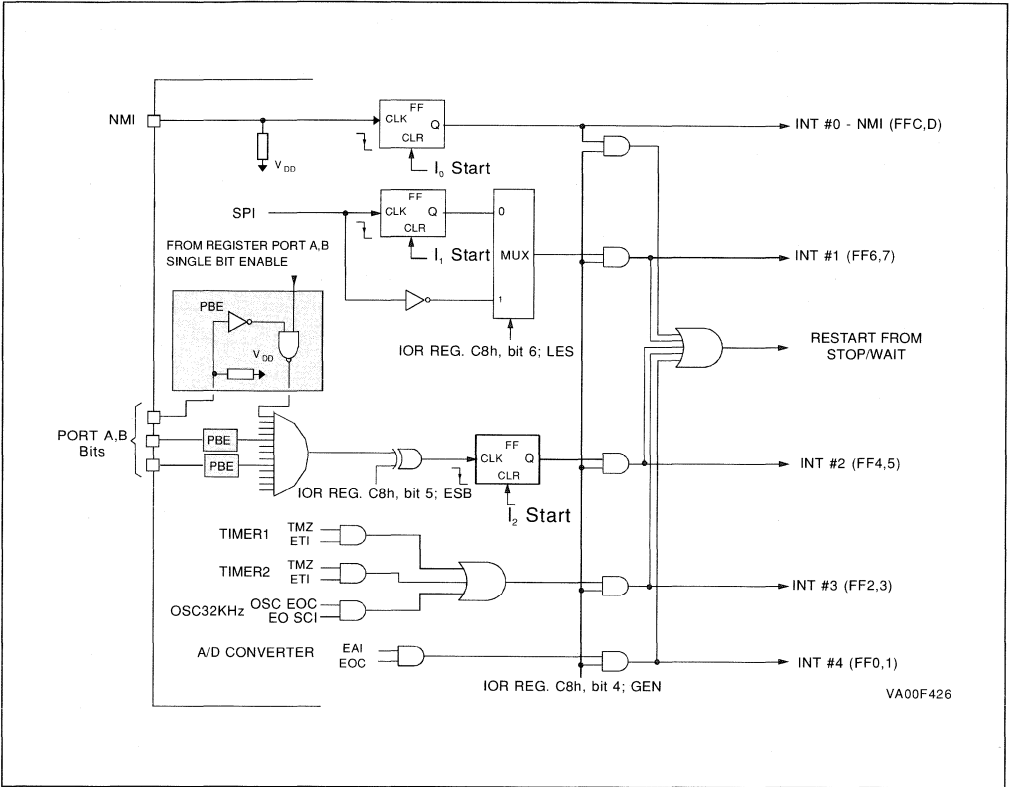 NMI
FF
CLK
Q
CLR
I0 Start
VDD
INT #0 - NMI (FFC,D)
SPI
FF
CLK
Q
CLR
I1 Start
0
MUX
1
INT #1 (FF6,7)
FROM REGISTER PORT A,B
SINGLE BIT ENABLE
PBE
VDD
IOR REG. C8h, bit 6; LES
RESTART FROM
STOP/WAIT
PORT A,B
Bits
PBE
PBE
IOR REG. C8h, bit 5; ESB
FF
CLK
Q
CLR
I2 Start
INT #2 (FF4,5)
TIMER1
TMZ
ETI
TIMER2
TMZ
ETI
OSC32KHz
OSC EOC
EO SCI
INT #3 (FF2,3)
A/D CONVERTER
EAI
EOC
INT #4 (FF0,1)
IOR REG. C8h, bit 4; GEN
VA00F426